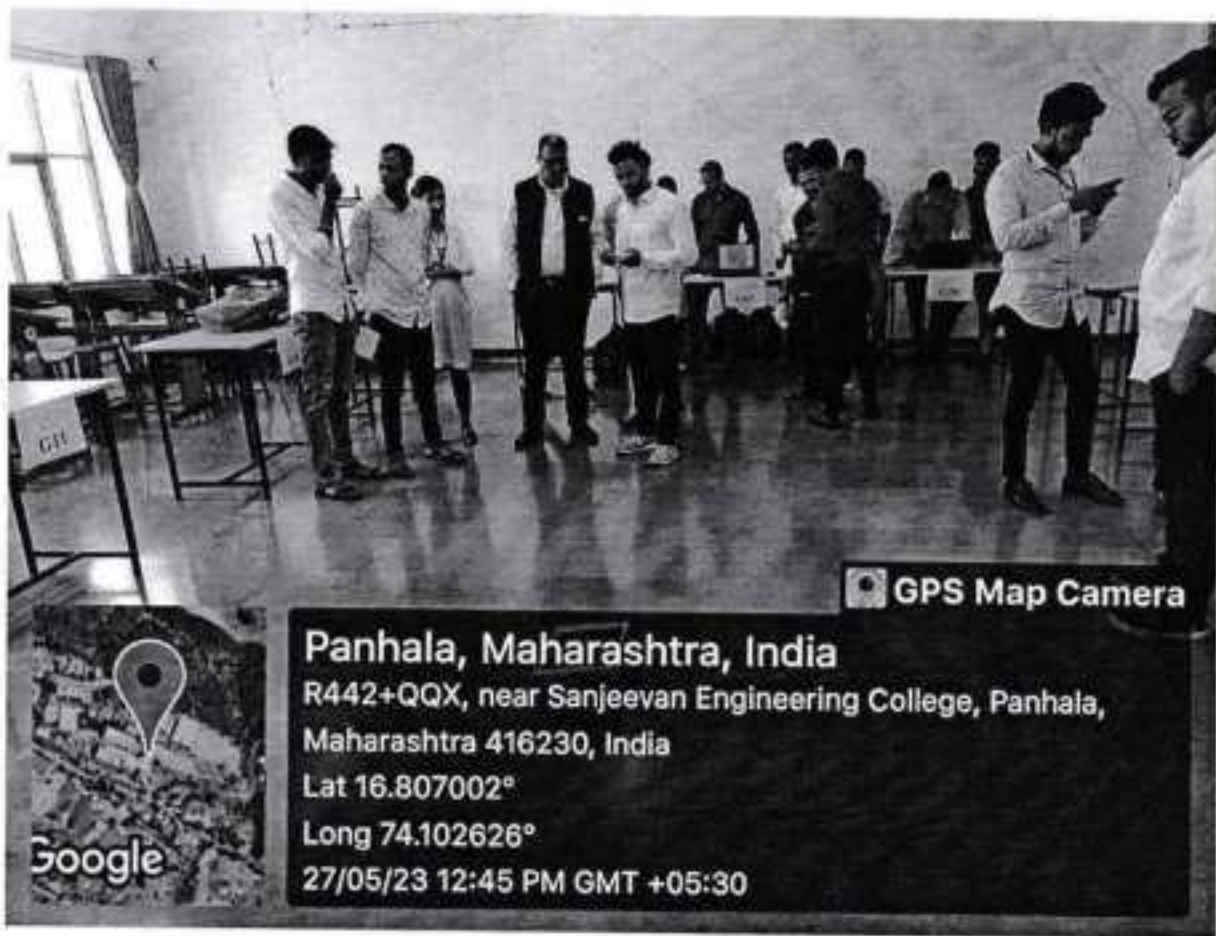 G11
GPS Map Camera
Panhala, Maharashtra, India
R442+QQX, near Sanjeevan Engineering College, Panhala,
Maharashtra 416230, India
Lat 16.807002°
Long 74.102626°
27/05/23 12:45 PM GMT +05:30
Google